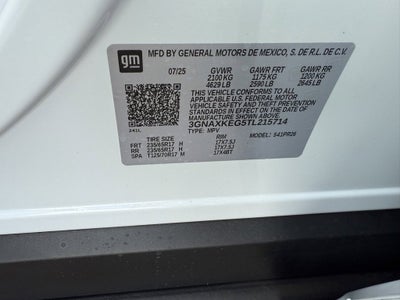 gm
MFD BY GENERAL MOTORS DE MEXICO, S. DE R.L. DE C.V.
07/25 GVWR GAWR FRT GAWR RR
2100 KG 1175 KG 1200 KG
4629 LB 2590 LB 2645 LB
THIS VEHICLE CONFORMS TO ALL
APPLICABLE U.S. FEDERAL MOTOR
VEHICLE SAFETY AND THEFT
PREVENTION STANDARDS IN EFFECT
ON THE DATE OF MANUFACTURE
SHOWN ABOVE.
3GNAXKEG5TL215714
TYPE: MPV MODEL: S41PR26
241L
TIRE RIM
FRT 235/65R17 H 17X7.5J
RR 235/65R17 H 17X7.5J
SPA T125/70R17 M 17X4BT